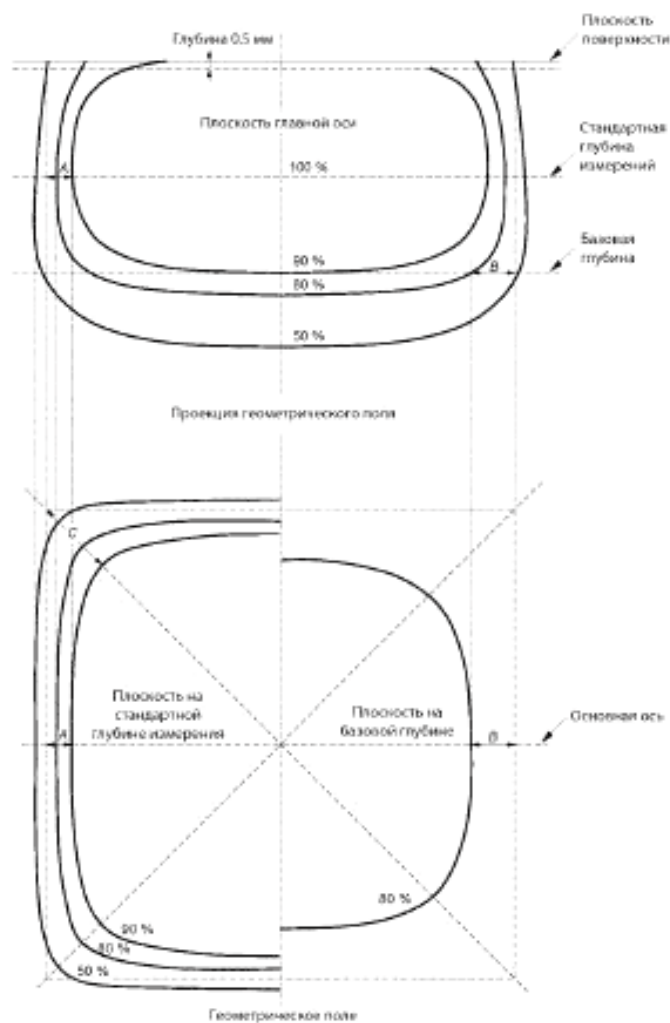 Плоскость
поверхности
Глубина 0.5 мм
Плоскость главной оси
Стандартная
глубина
измерений
A
100 %
Базовая
глубина
90 %
B
80 %
50 %
Проекция геометрического поля
C
Плоскость на
стандартной
глубине измерения
Плоскость на
базовой глубине
Основная ось
A
B
80 %
90 %
80 %
50 %
Геометрическое поле